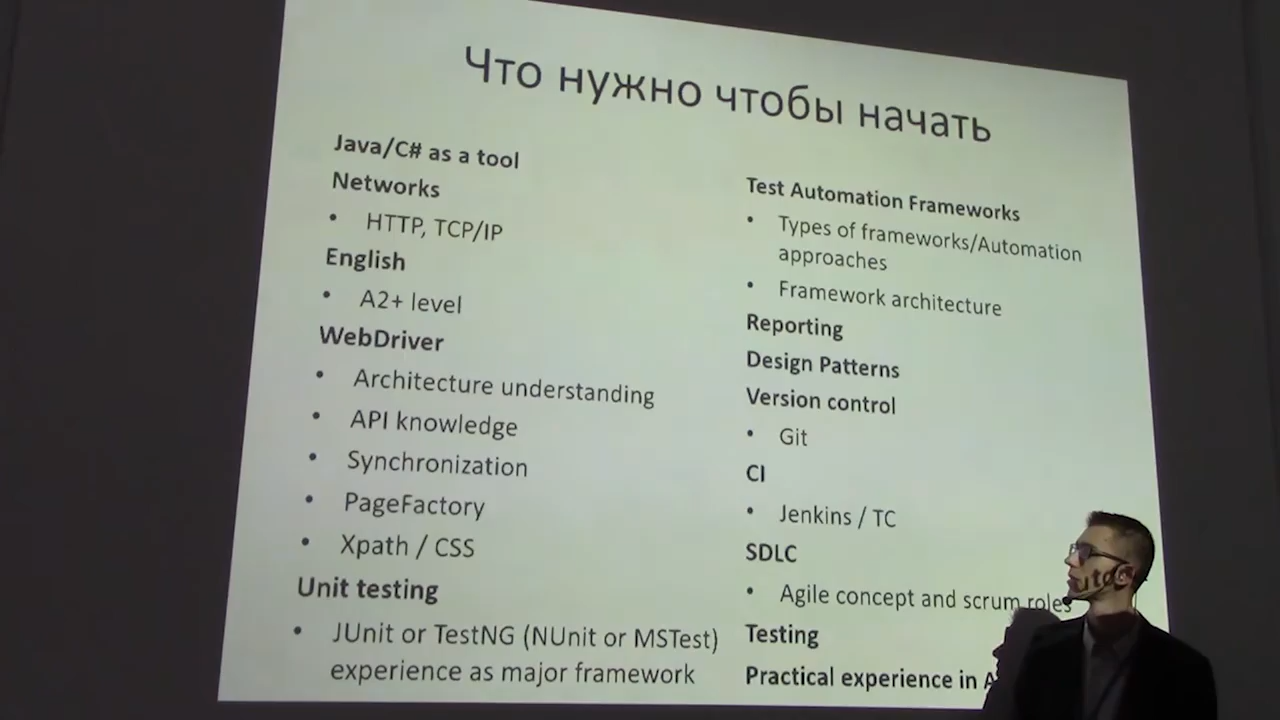 Что нужно чтобы начать
Java/C# as a tool
Networks
• HTTP, TCP/IP
English
• A2+ level
WebDriver
• Architecture understanding
• API knowledge
• Synchronization
• PageFactory
• Xpath / CSS
Unit testing
• JUnit or TestNG (NUnit or MSTest)
experience as major framework
Test Automation Frameworks
• Types of frameworks/Automation
approaches
• Framework architecture
Reporting
Design Patterns
Version control
• Git
CI
• Jenkins / TC
SDLC
• Agile concept and scrum roles
Testing
Practical experience in